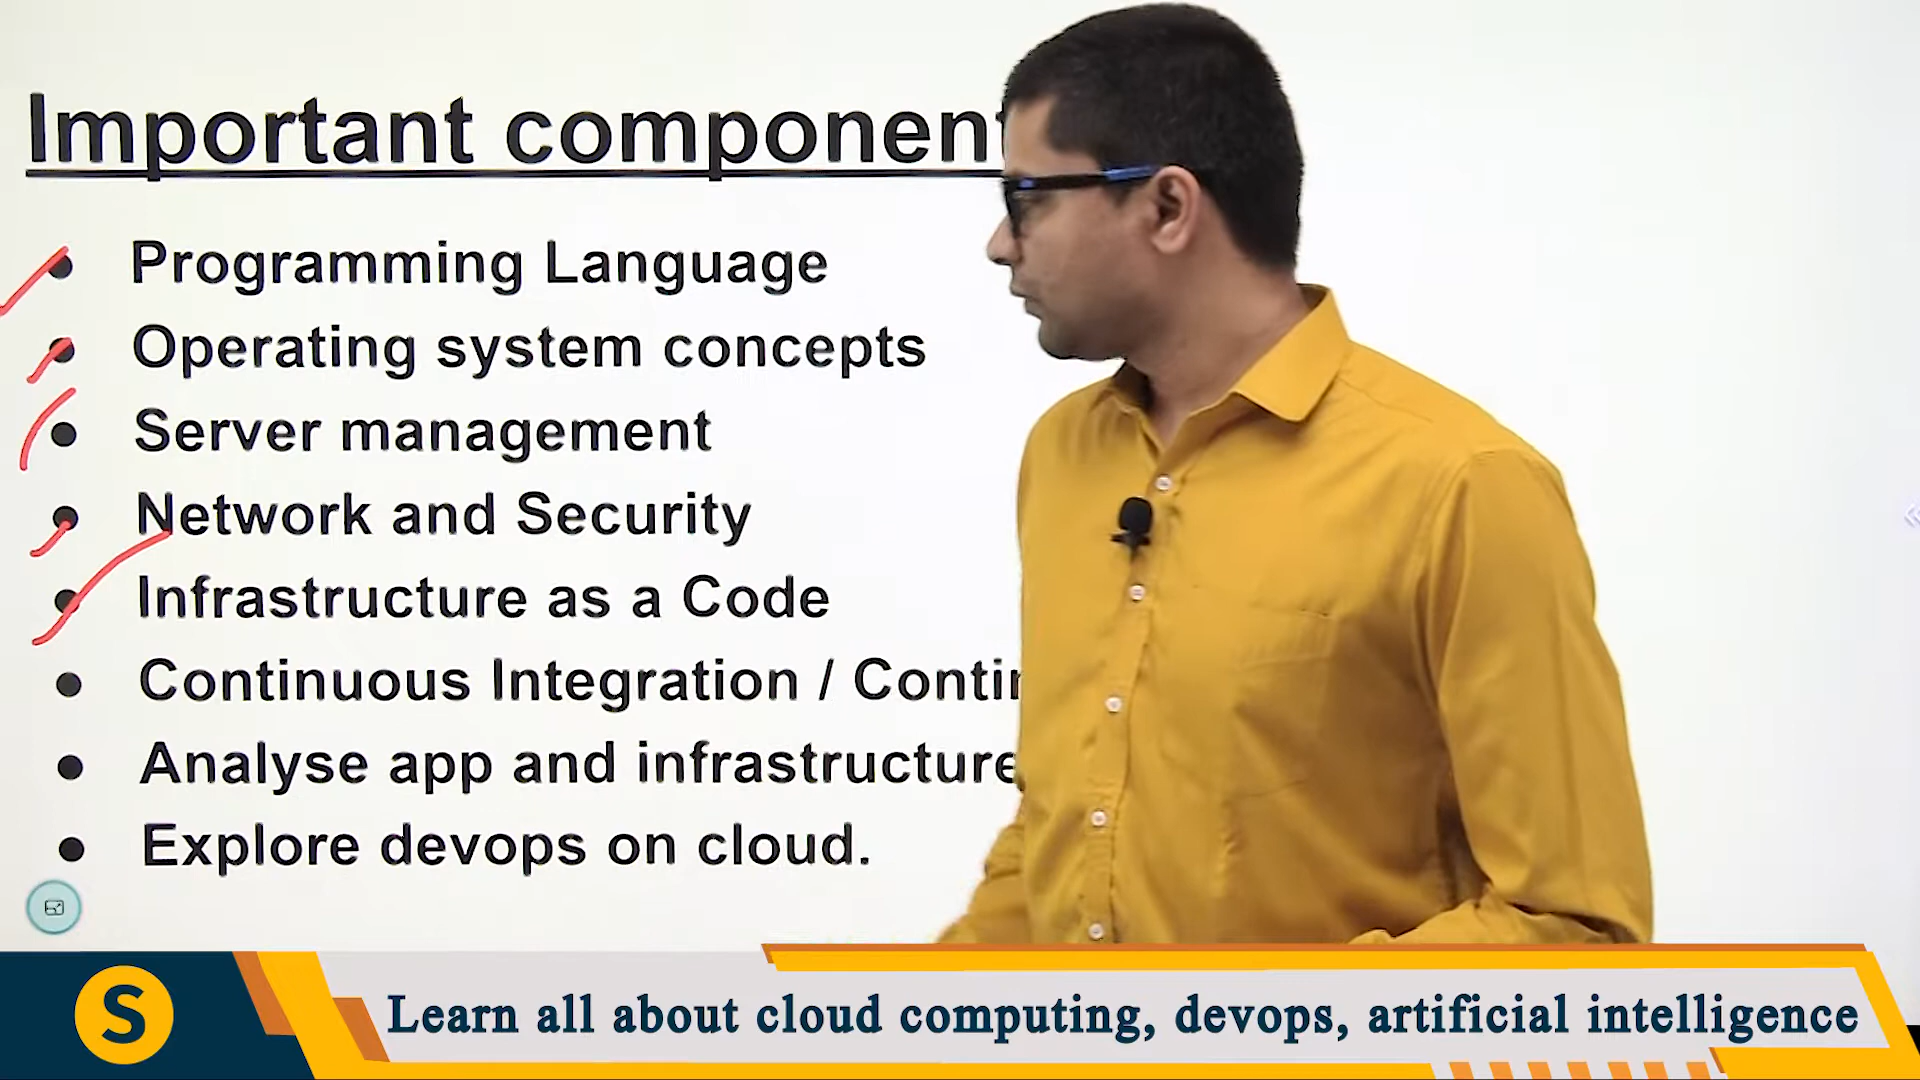 Important component
Programming Language
Operating system concepts
Server management
Network and Security
Infrastructure as a Code
Continuous Integration / Contin
Analyse app and infrastructure
Explore devops on cloud.
S
Learn all about cloud computing, devops, artificial intelligence